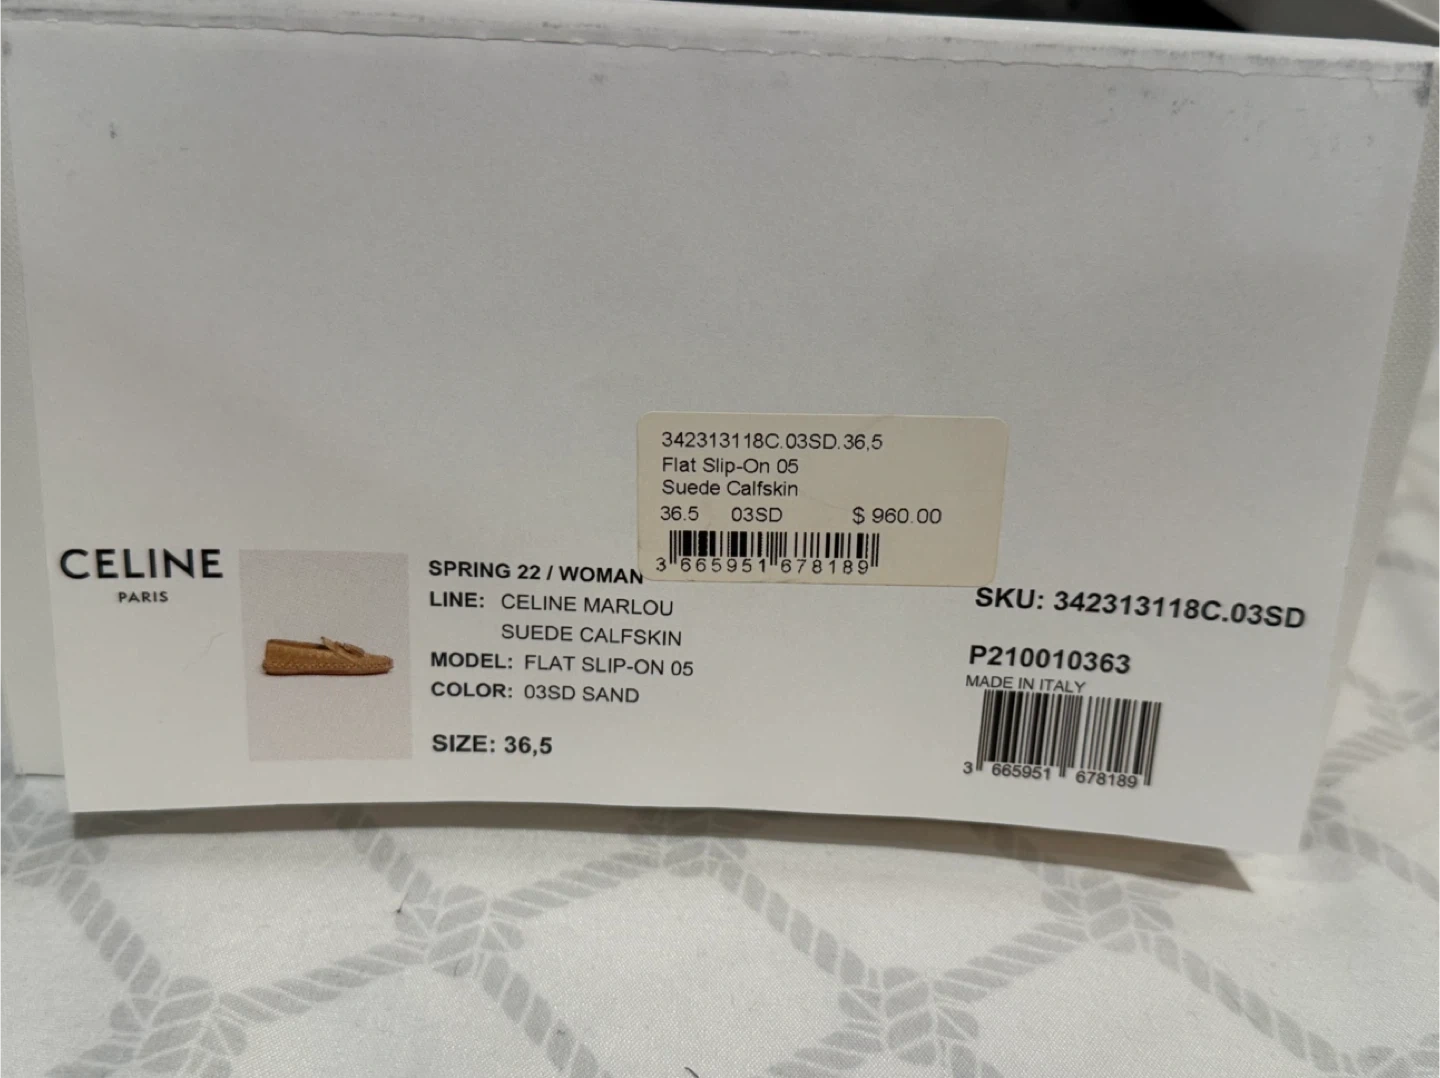 342313118C.03SD.36,5
Flat Slip-On 05
Suede Calfskin
36.5 03SD $ 960.00
3 665951 678189
CELINE
PARIS
SPRING 22 / WOMAN
LINE: CELINE MARLOU
SUEDE CALFSKIN
MODEL: FLAT SLIP-ON 05
COLOR: 03SD SAND
SIZE: 36,5
SKU: 342313118C.03SD
P210010363
MADE IN ITALY
3 665951 678189